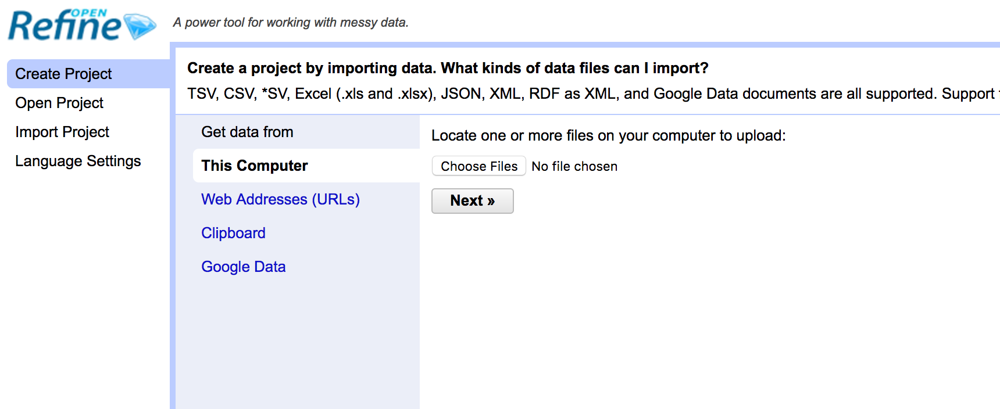 OPEN
Refine
A power tool for working with messy data.
Create Project
Open Project
Import Project
Language Settings
Create a project by importing data. What kinds of data files can I import?
TSV, CSV, *SV, Excel (.xls and .xlsx), JSON, XML, RDF as XML, and Google Data documents are all supported. Support
Get data from
This Computer
Web Addresses (URLs)
Clipboard
Google Data
Locate one or more files on your computer to upload:
Choose Files No file chosen
Next »